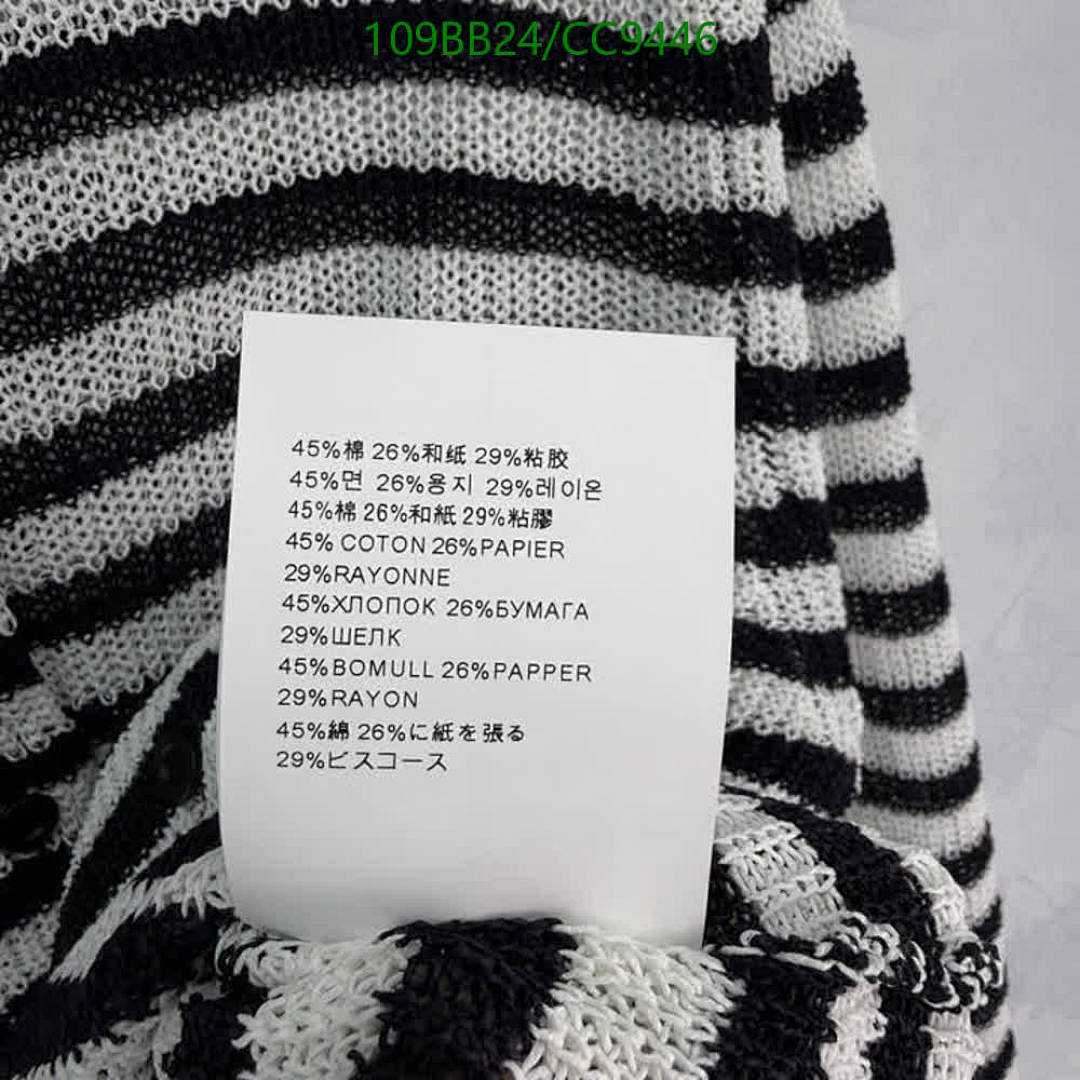 109BB24/CC9446
45%棉 26%和纸 29%粘胶
45%면 26%용지 29%레이온
45%棉 26%和紙 29%粘膠
45% COTON 26%PAPIER
29%RAYONNE
45%ХЛОПОК 26%БУМАГА
29%ШЕЛК
45%BOMULL 26%PAPPER
29%RAYON
45%綿 26%に紙を張る
29%ビスコース